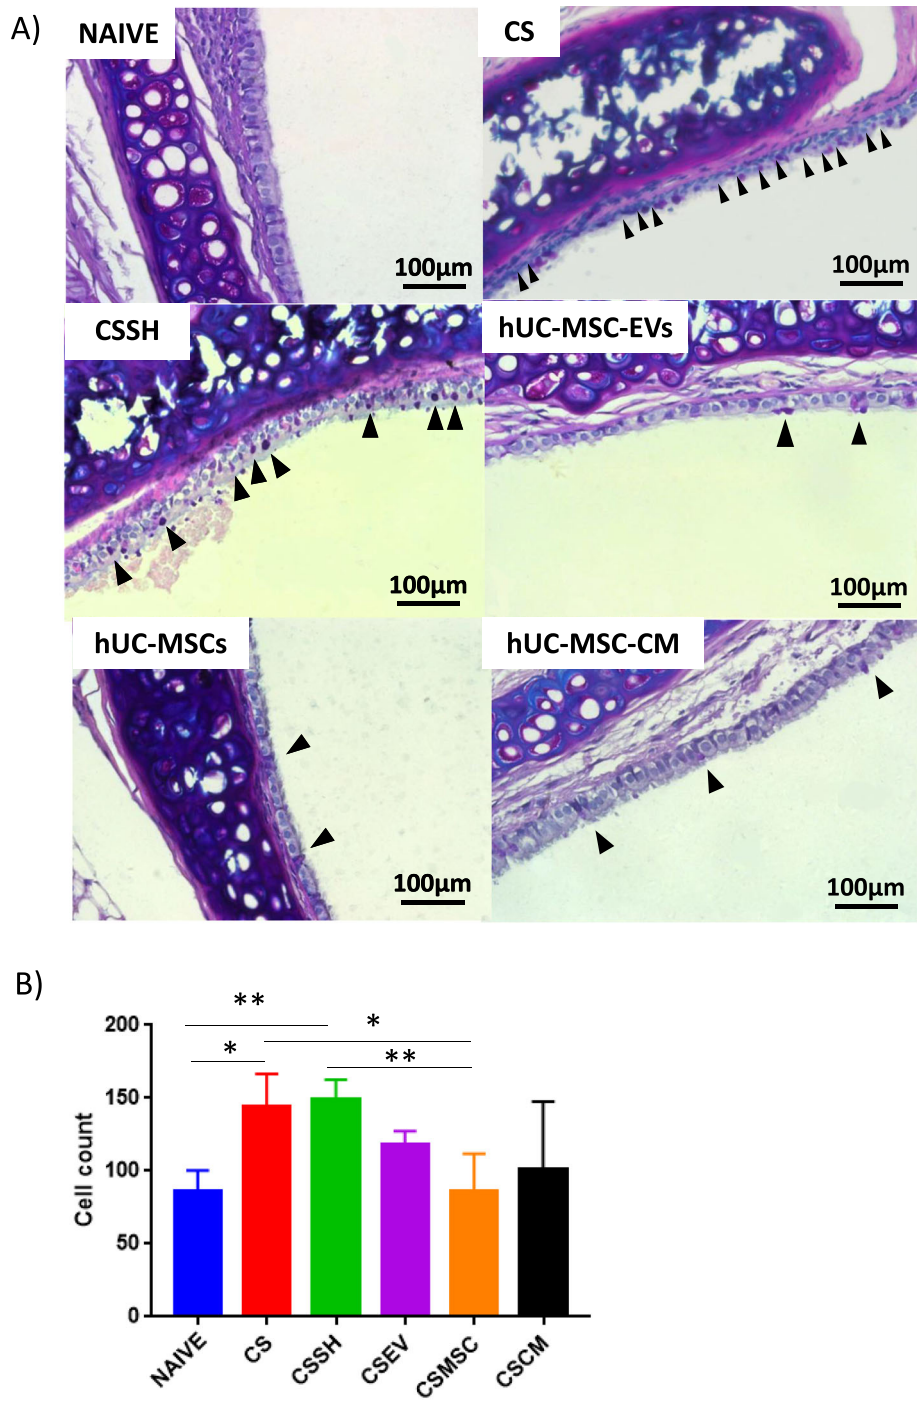 A)
NAIVE
CS
100µm
100µm
CSSH
hUC-MSC-EVs
100µm
100µm
hUC-MSCs
hUC-MSC-CM
100µm
100µm
B)
**
*
*
**
200
150
100
50
0
Cell count
NAIVE
CS
CSSH
CSEV
CSMSC
CSCM